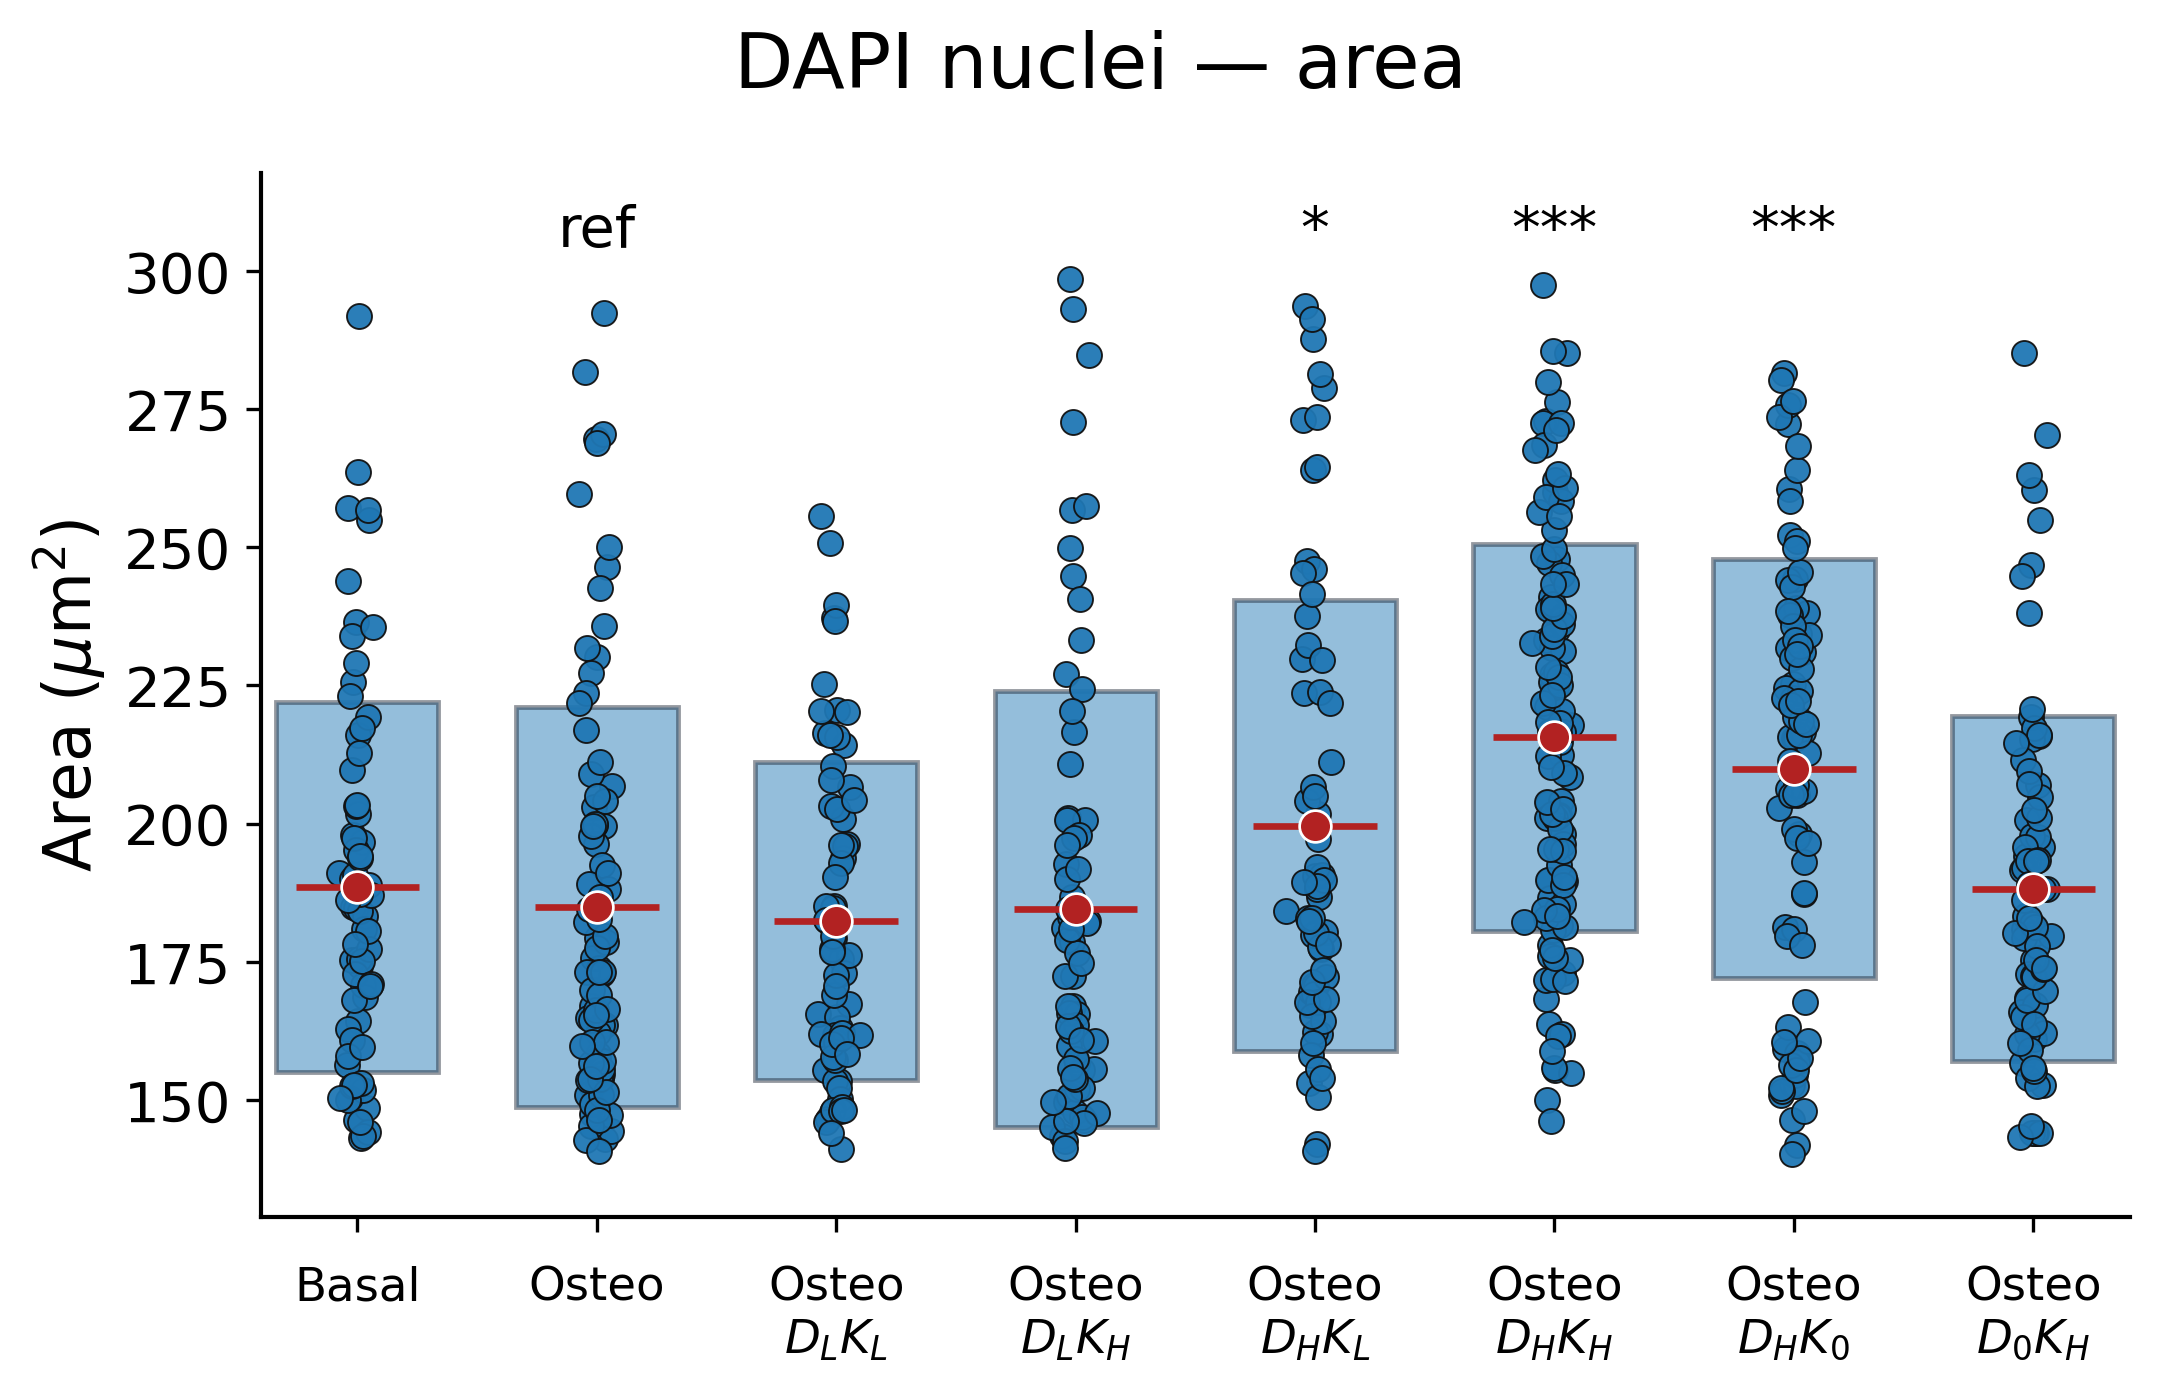 DAPI nuclei — area
ref
*
***
***
Area (μm²)
300
275
250
225
200
175
150
Basal
Osteo
Osteo
D_LK_L
Osteo
D_LK_H
Osteo
D_HK_L
Osteo
D_HK_H
Osteo
D_HK_0
Osteo
D_0K_H